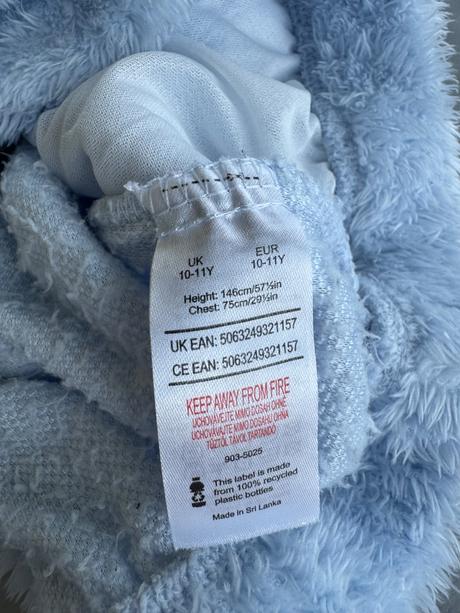 UK EUR
10-11Y 10-11Y
Height: 146cm/57½in
Chest: 75cm/29½in
UK EAN: 5063249321157
CE EAN: 5063249321157
KEEP AWAY FROM FIRE
UCHOVÁVEJTE MIMO DOSAH OHNĚ
UCHOVÁVAJTE MIMO DOSAHU OHŇA
TŰZTŐL TÁVOL TARTANDÓ
903-5025
This label is made
from 100% recycled
plastic bottles
Made in Sri Lanka